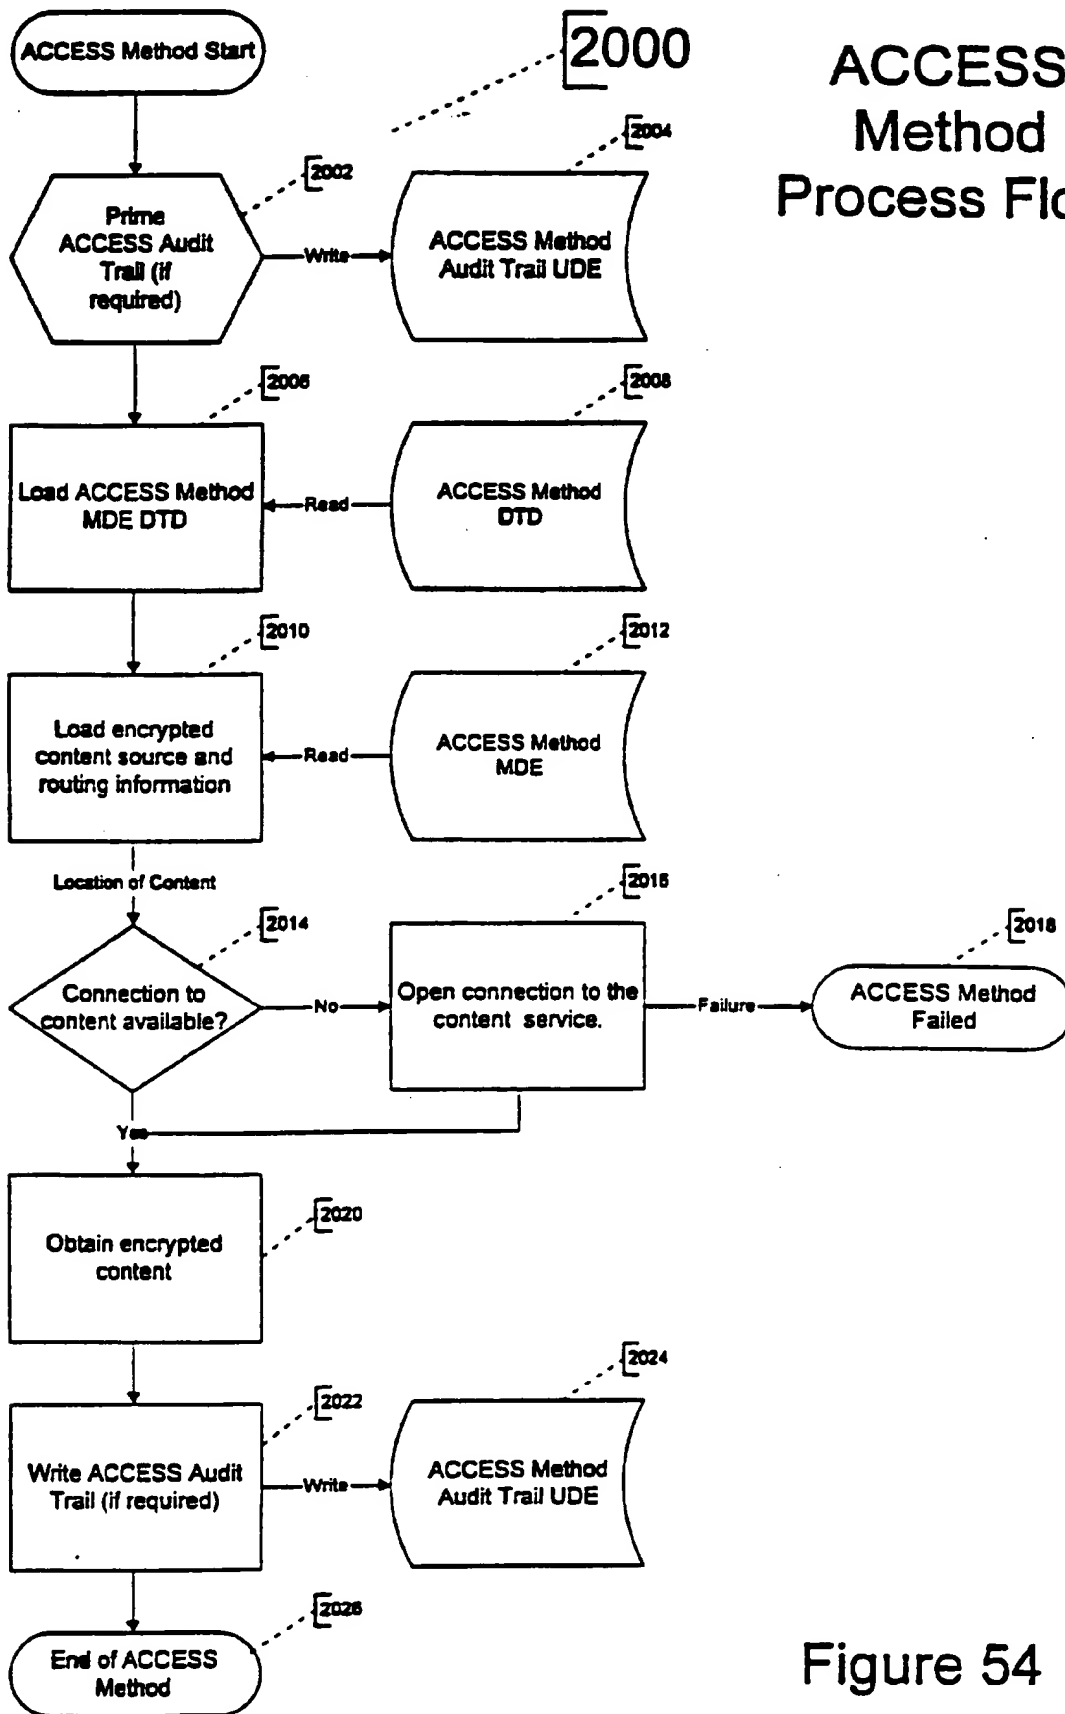 ACCESS Method Start
2000
ACCESS
Method
Process Flo
2002
2004
Prime
ACCESS Audit
Trail (if
required)
Write
ACCESS Method
Audit Trail UDE
2006
2008
Load ACCESS Method
MDE DTD
Read
ACCESS Method
DTD
2010
2012
Load encrypted
content source and
routing information
Read
ACCESS Method
MDE
Location of Content
2014
2016
2018
Connection to
content available?
No
Open connection to the
content service.
Failure
ACCESS Method
Failed
Yes
2020
Obtain encrypted
content
2022
2024
Write ACCESS Audit
Trail (if required)
Write
ACCESS Method
Audit Trail UDE
2026
End of ACCESS
Method
Figure 54